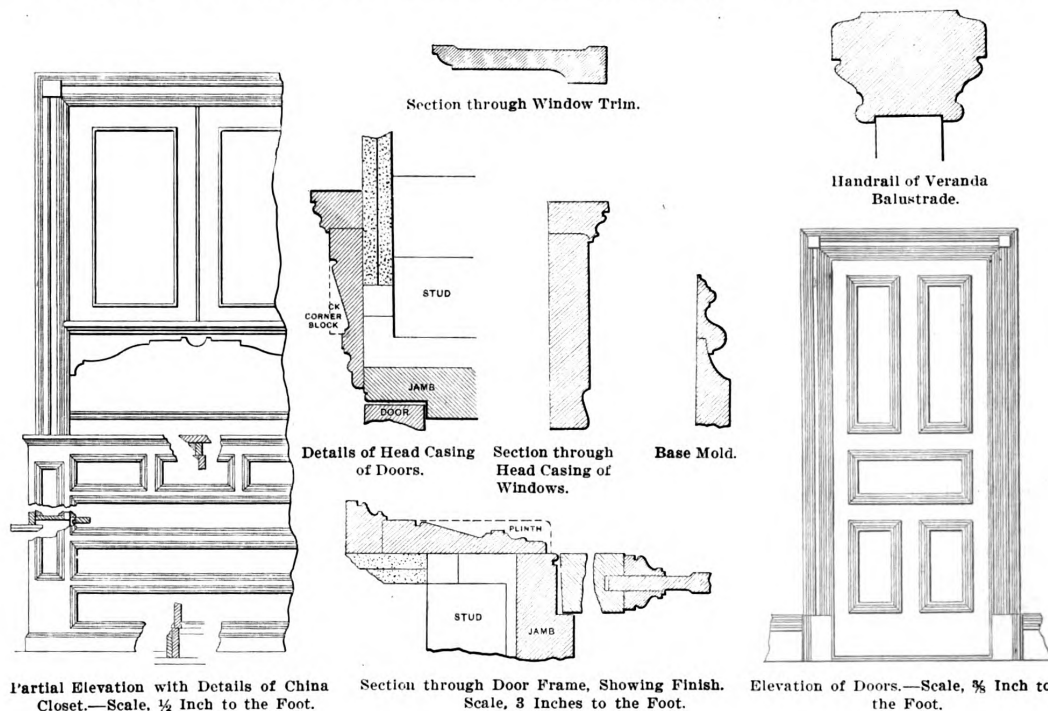 Section through Window Trim.
Handrail of Veranda
Balustrade.
STUD
CK
CORNER
BLOCK
JAMB
DOOR
Details of Head Casing
of Doors.
Section through
Head Casing of
Windows.
Base Mold.
PLINTH
STUD
JAMB
Partial Elevation with Details of China
Closet.—Scale, ½ Inch to the Foot.
Section through Door Frame, Showing Finish.
Scale, 3 Inches to the Foot.
Elevation of Doors.—Scale, ⅜ Inch to
the Foot.